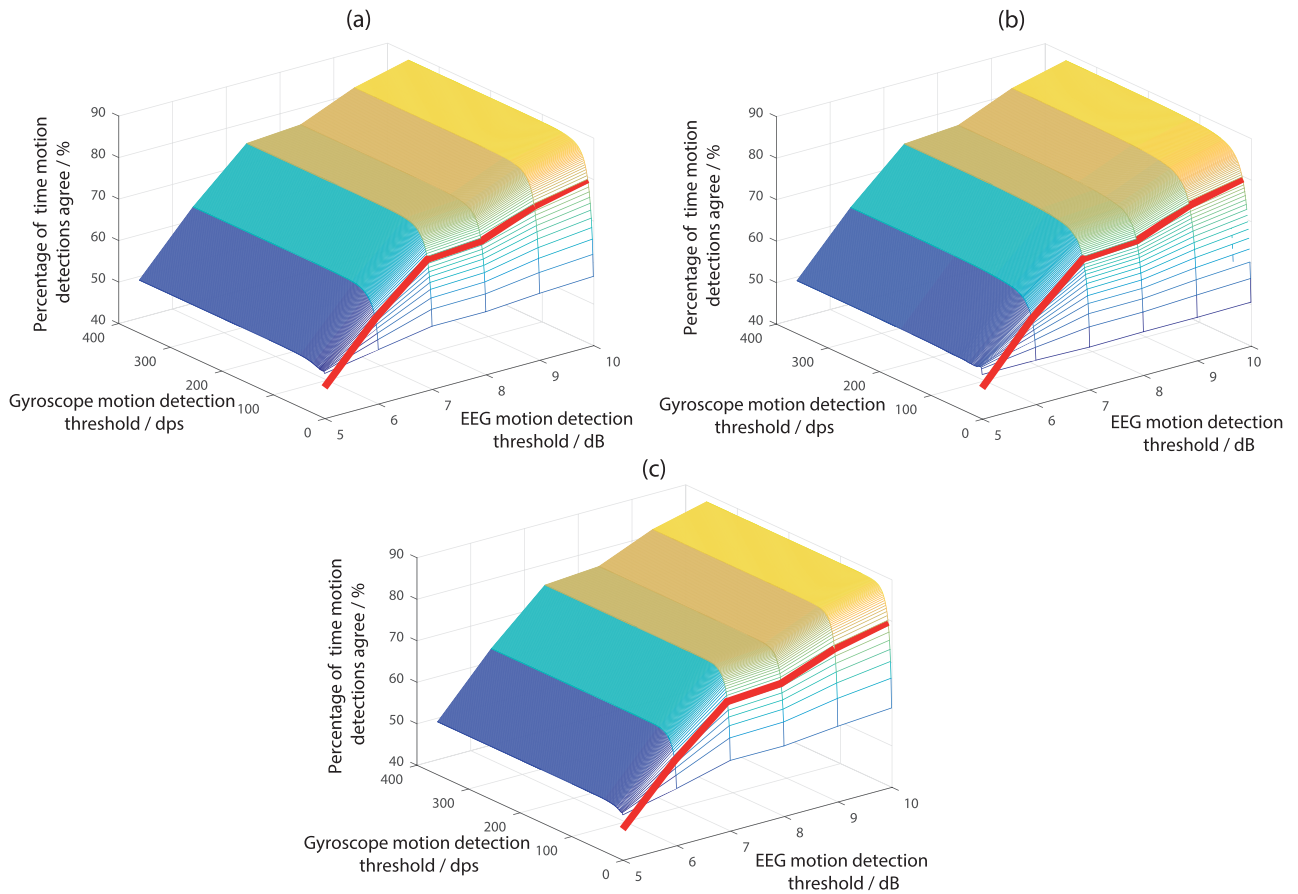 (a)
90
80
70
60
50
40
Percentage of time motion
detections agree / %
400
300
200
100
0
Gyroscope motion detection
threshold / dps
5
6
7
8
9
10
EEG motion detection
threshold / dB
(b)
90
80
70
60
50
40
Percentage of time motion
detections agree / %
400
300
200
100
0
Gyroscope motion detection
threshold / dps
5
6
7
8
9
10
EEG motion detection
threshold / dB
(c)
90
80
70
60
50
40
Percentage of time motion
detections agree / %
400
300
200
100
0
Gyroscope motion detection
threshold / dps
5
6
7
8
9
10
EEG motion detection
threshold / dB